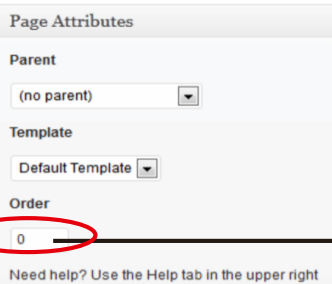 Page Attributes
Parent
(no parent)
Template
Default Template
Order
0
Need help? Use the Help tab in the upper right